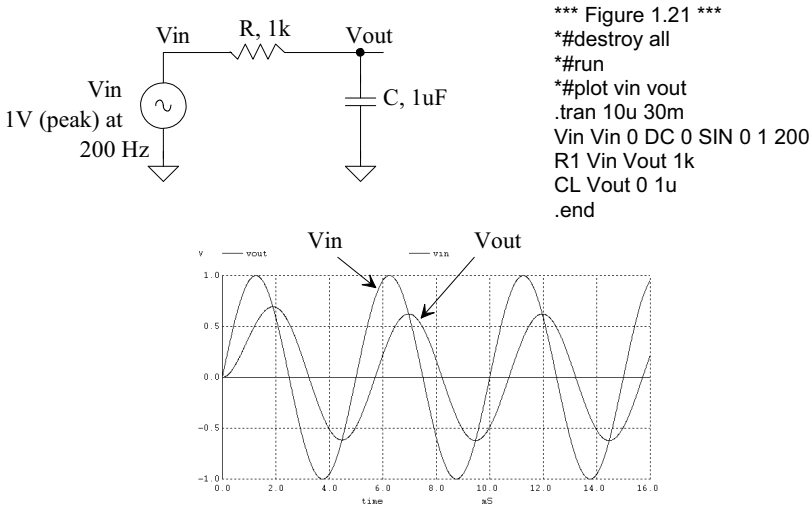 Vin
R, 1k
Vout
Vin
1V (peak) at
200 Hz
C, 1uF
*** Figure 1.21 ***
*#destroy all
*#run
*#plot vin vout
.tran 10u 30m
Vin Vin 0 DC 0 SIN 0 1 200
R1 Vin Vout 1k
CL Vout 0 1u
.end
Vin
Vout
V
vout
vin
1.0
0.5
0.0
-0.5
-1.0
0.0 2.0 4.0 6.0 8.0 10.0 12.0 14.0 16.0
time mS